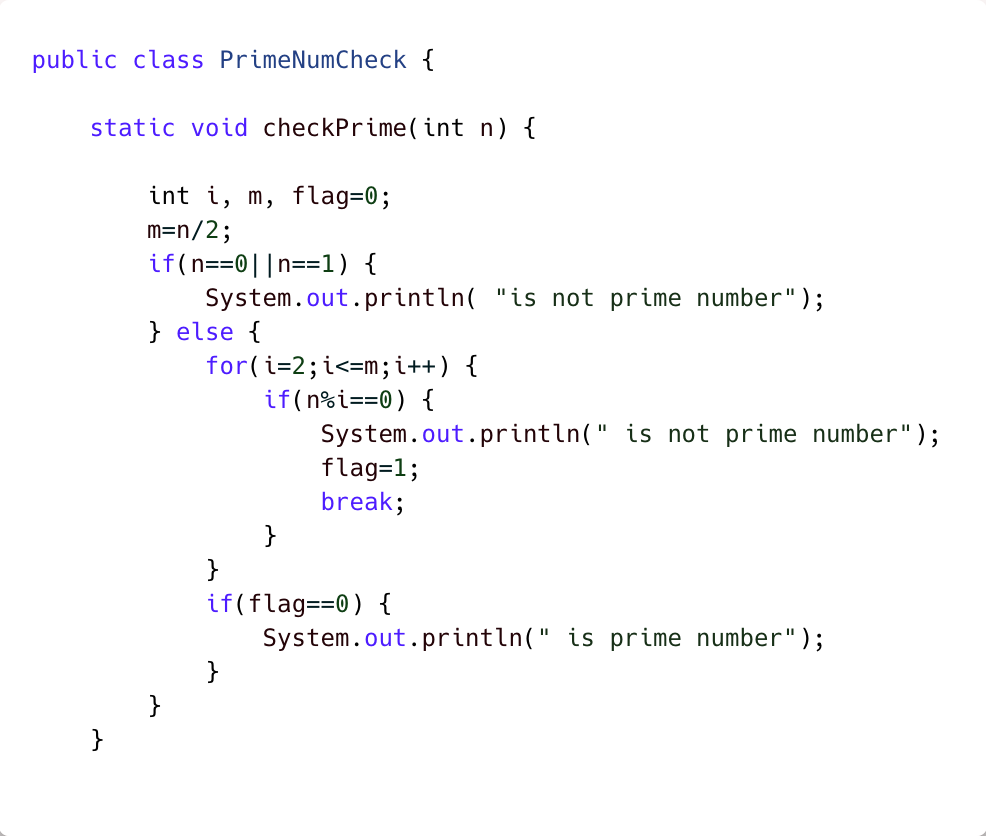 public class PrimeNumCheck {
static void checkPrime(int n) {
int i, m, flag=0;
m=n/2;
if(n==0||n==1) {
System.out.println( "is not prime number");
} else {
for(i=2;i<=m;i++) {
if(n%i==0) {
System.out.println(" is not prime number");
flag=1;
break;
}
}
if(flag==0) {
System.out.println(" is prime number");
}
}
}